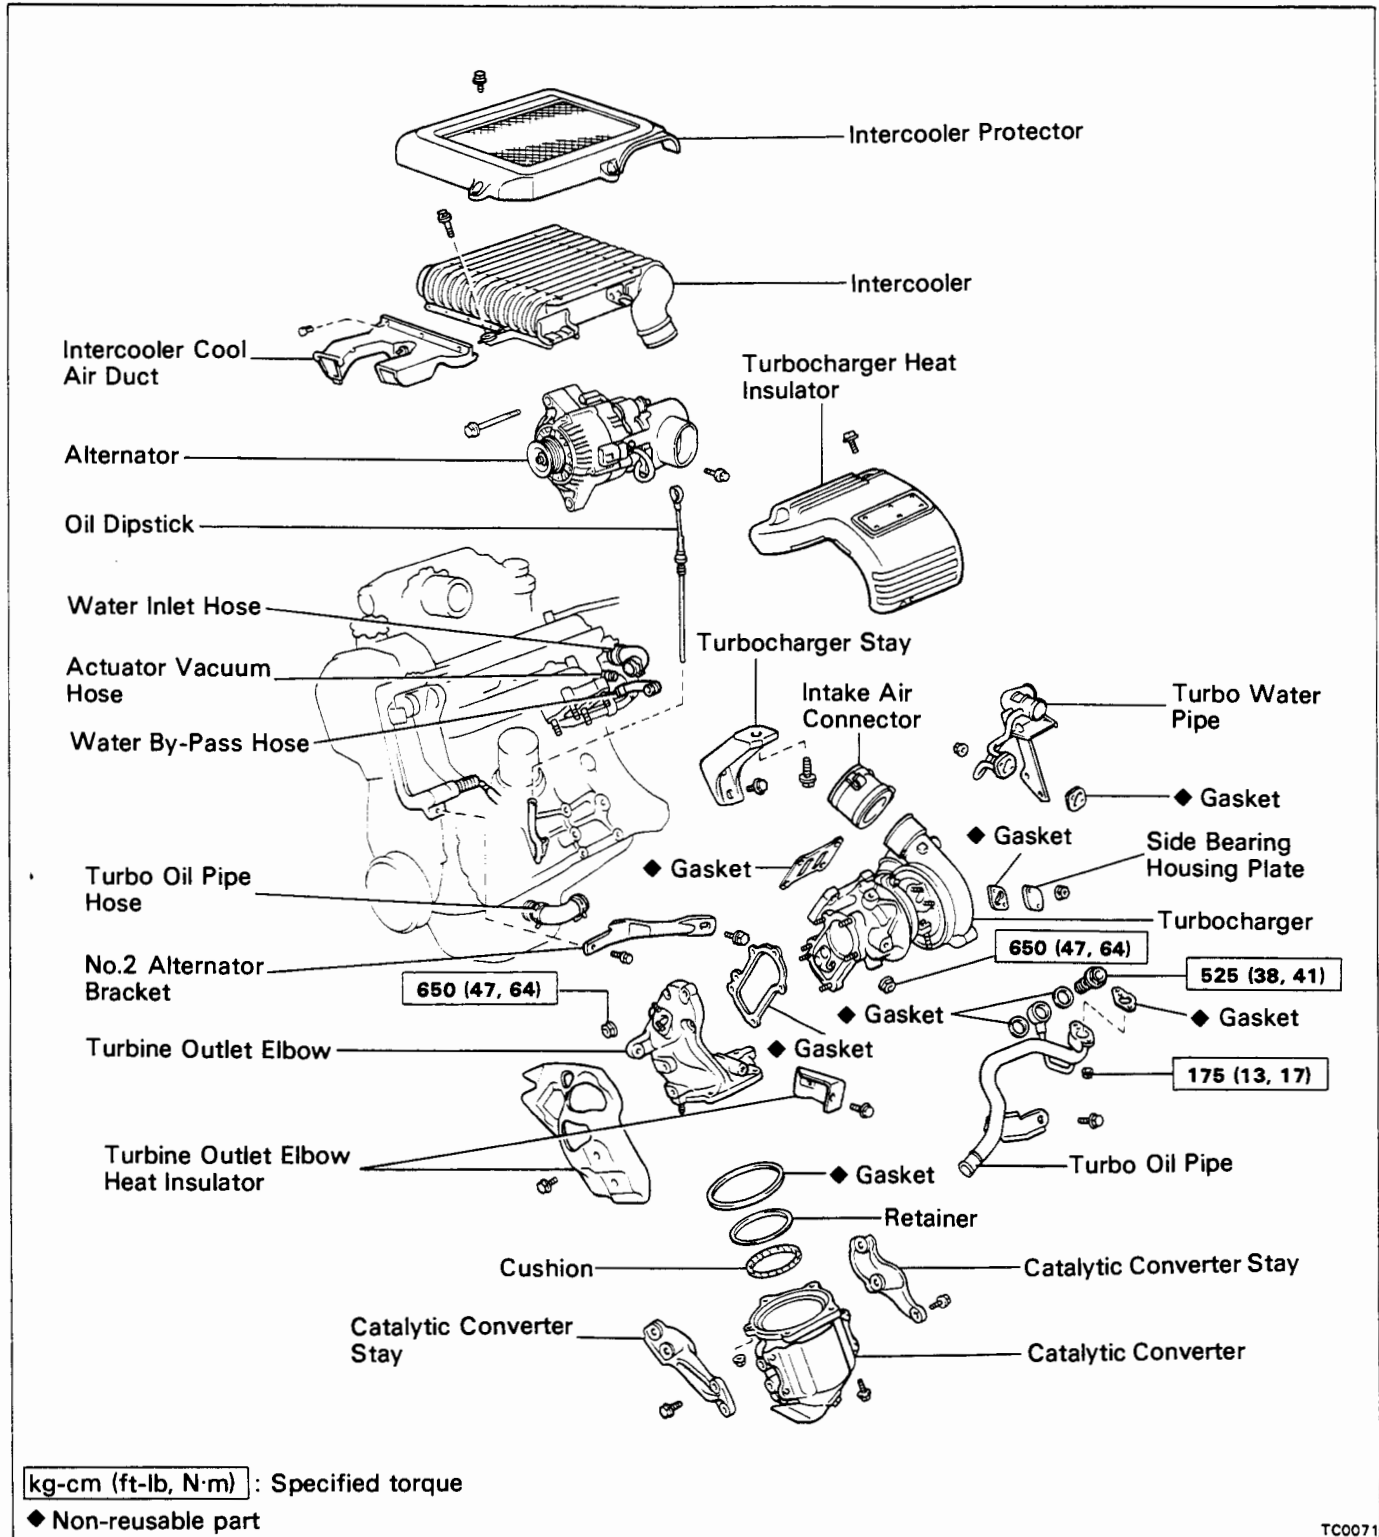 Intercooler Protector
Intercooler
Intercooler Cool
Air Duct
Turbocharger Heat
Insulator
Alternator
Oil Dipstick
Water Inlet Hose
Turbocharger Stay
Actuator Vacuum
Hose
Intake Air
Connector
Turbo Water
Pipe
Water By-Pass Hose
◆ Gasket
◆ Gasket
Side Bearing
Housing Plate
◆ Gasket
Turbo Oil Pipe
Hose
Turbocharger
650 (47, 64)
No.2 Alternator
Bracket
525 (38, 41)
650 (47, 64)
◆ Gasket
◆ Gasket
Turbine Outlet Elbow
◆ Gasket
175 (13, 17)
Turbine Outlet Elbow
Heat Insulator
Turbo Oil Pipe
◆ Gasket
Retainer
Cushion
Catalytic Converter Stay
Catalytic Converter
Stay
Catalytic Converter
kg-cm (ft-lb, N·m) : Specified torque
◆ Non-reusable part
TC0071